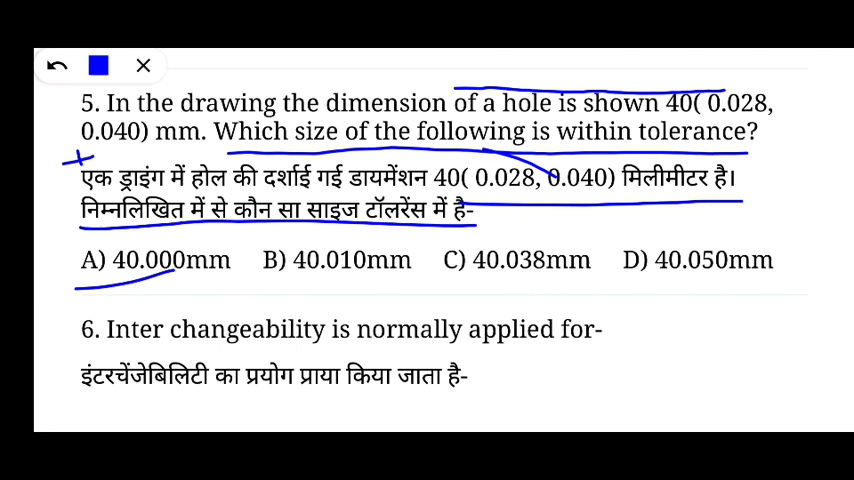 5. In the drawing the dimension of a hole is shown 40( 0.028,
0.040) mm. Which size of the following is within tolerance?
एक ड्राइंग में होल की दर्शाई गई डायमेंशन 40( 0.028, 0.040) मिलीमीटर है।
निम्नलिखित में से कौन सा साइज टॉलरेंस में है-
A) 40.000mm B) 40.010mm C) 40.038mm D) 40.050mm
6. Inter changeability is normally applied for-
इंटरचेंजेबिलिटी का प्रयोग प्राया किया जाता है-